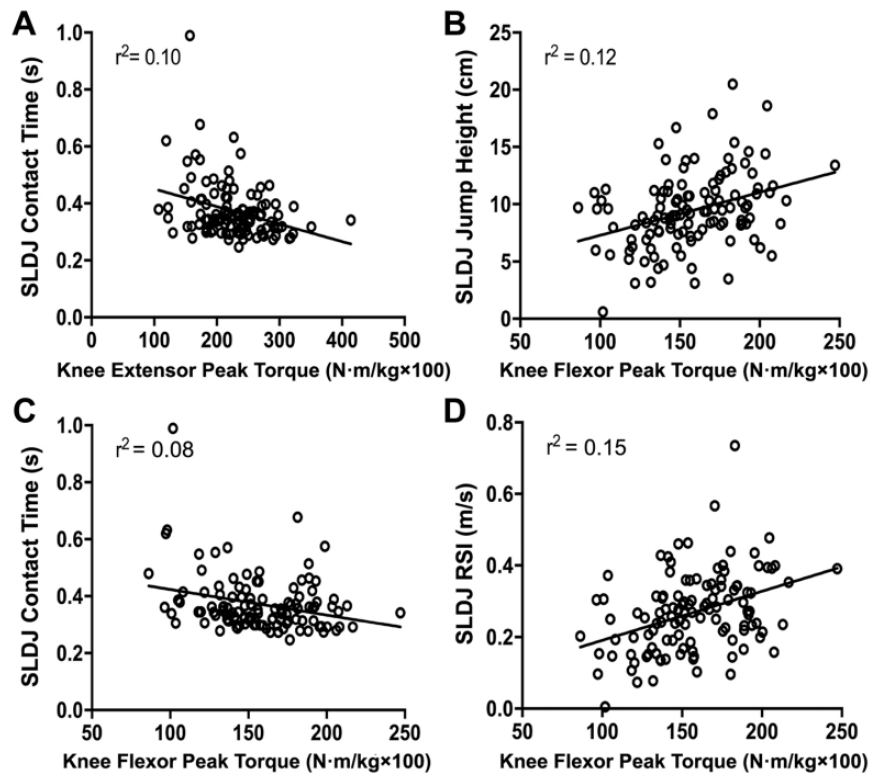 A
r²= 0.10
SLDJ Contact Time (s)
1.0
0.8
0.6
0.4
0.2
0.0
0 100 200 300 400 500
Knee Extensor Peak Torque (N·m/kg×100)
B
r² = 0.12
SLDJ Jump Height (cm)
25
20
15
10
5
0
50 100 150 200 250
Knee Flexor Peak Torque (N·m/kg×100)
C
r² = 0.08
SLDJ Contact Time (s)
1.0
0.8
0.6
0.4
0.2
0.0
50 100 150 200 250
Knee Flexor Peak Torque (N·m/kg×100)
D
r² = 0.15
SLDJ RSI (m/s)
0.8
0.6
0.4
0.2
0.0
50 100 150 200 250
Knee Flexor Peak Torque (N·m/kg×100)